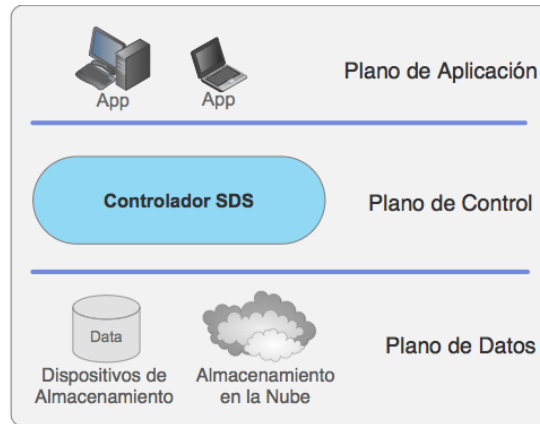 App
App
Plano de Aplicación
Controlador SDS
Plano de Control
Data
Dispositivos de
Almacenamiento
Almacenamiento
en la Nube
Plano de Datos